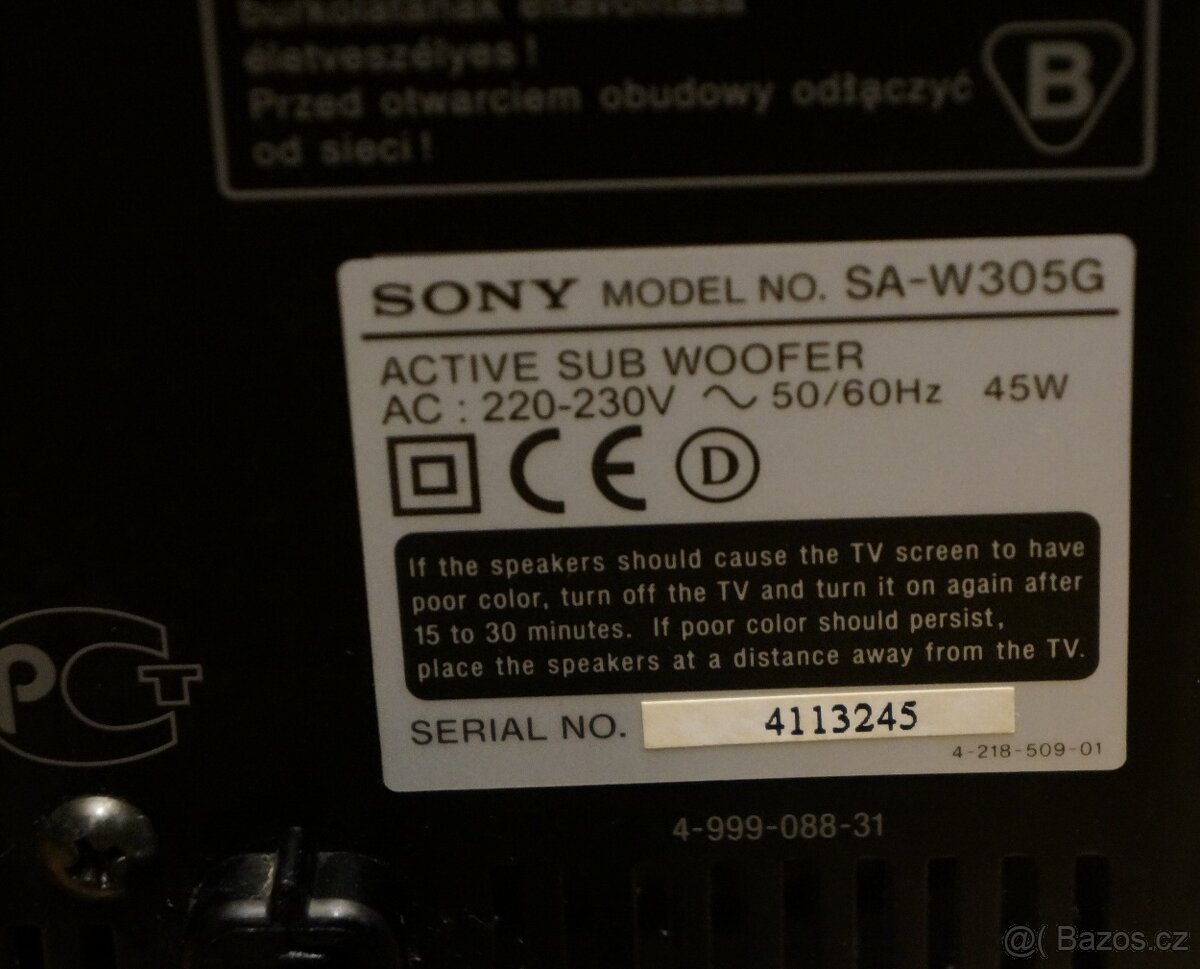 burkolatának eltávolítása
életveszélyes!
Przed otwarciem obudowy odłączyć
od sieci!
B
SONY MODEL NO. SA-W305G
ACTIVE SUB WOOFER
AC : 220-230V ~ 50/60Hz 45W
CE D
If the speakers should cause the TV screen to have
poor color, turn off the TV and turn it on again after
15 to 30 minutes. If poor color should persist,
place the speakers at a distance away from the TV.
SERIAL NO. 4113245
4-218-509-01
PCT
4-999-088-31
@( Bazos.cz